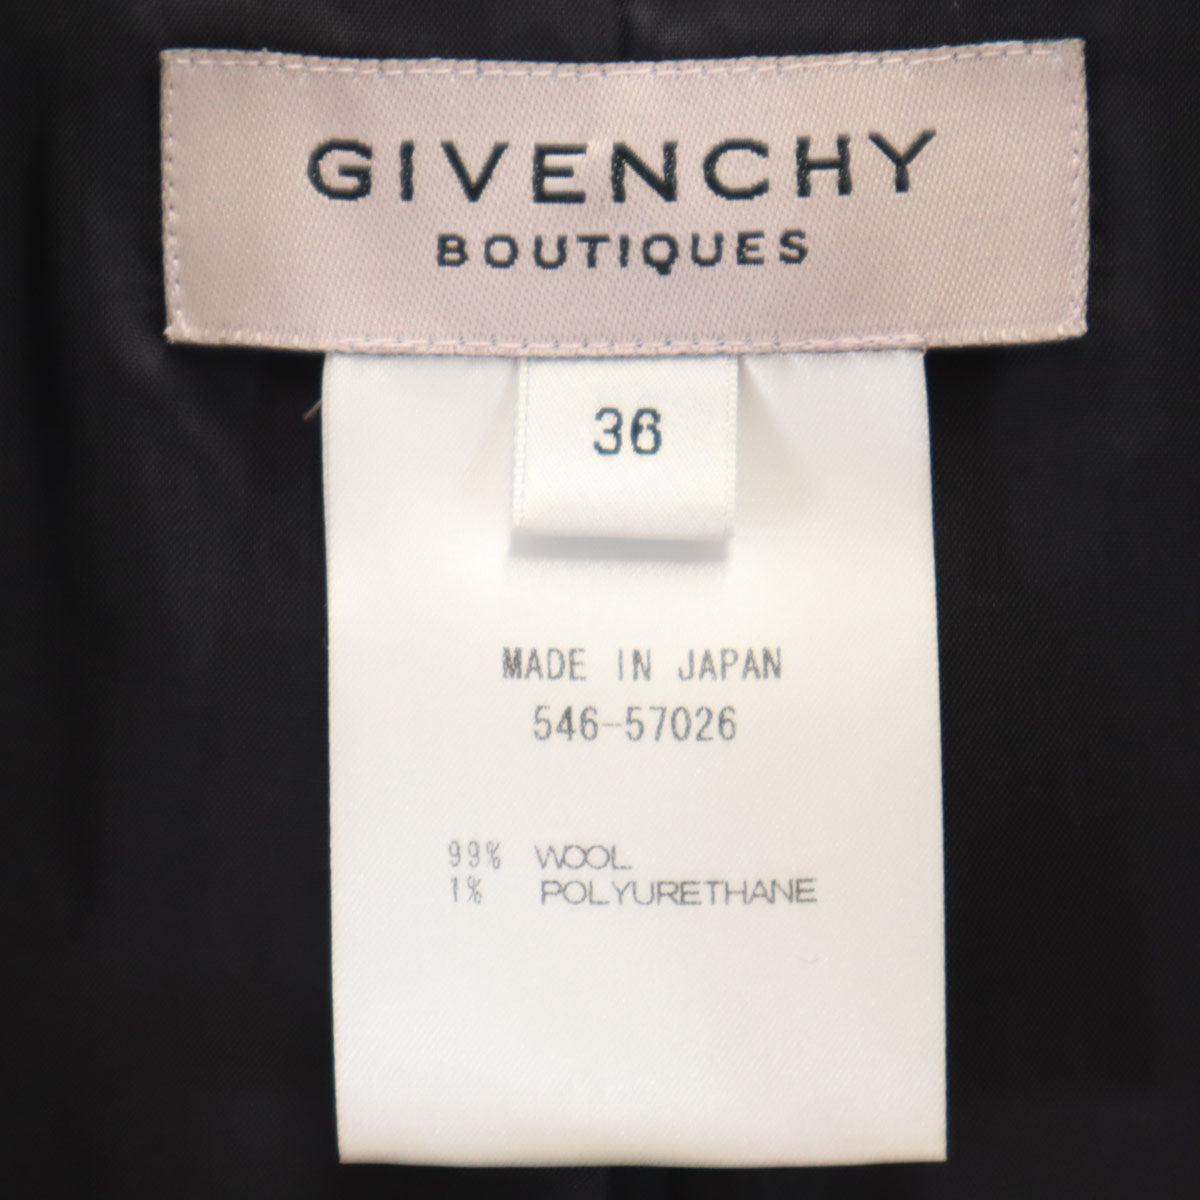 GIVENCHY
BOUTIQUES
36
MADE IN JAPAN
546-57026
99% WOOL
1% POLYURETHANE